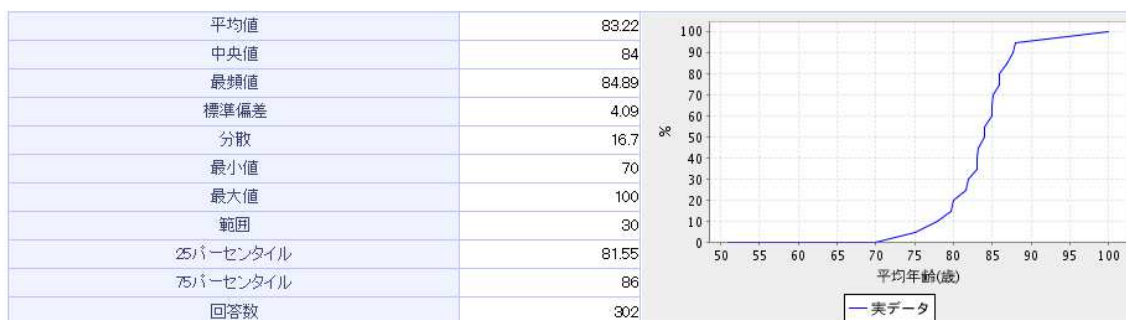 平均値 83.22
中央値 84
最頻値 84.89
標準偏差 4.09
分散 16.7
最小値 70
最大値 100
範囲 30
25パーセンタイル 81.55
75パーセンタイル 86
回答数 302
%
100
90
80
70
60
50
40
30
20
10
0
50 55 60 65 70 75 80 85 90 95 100
平均年齢(歳)
実データ